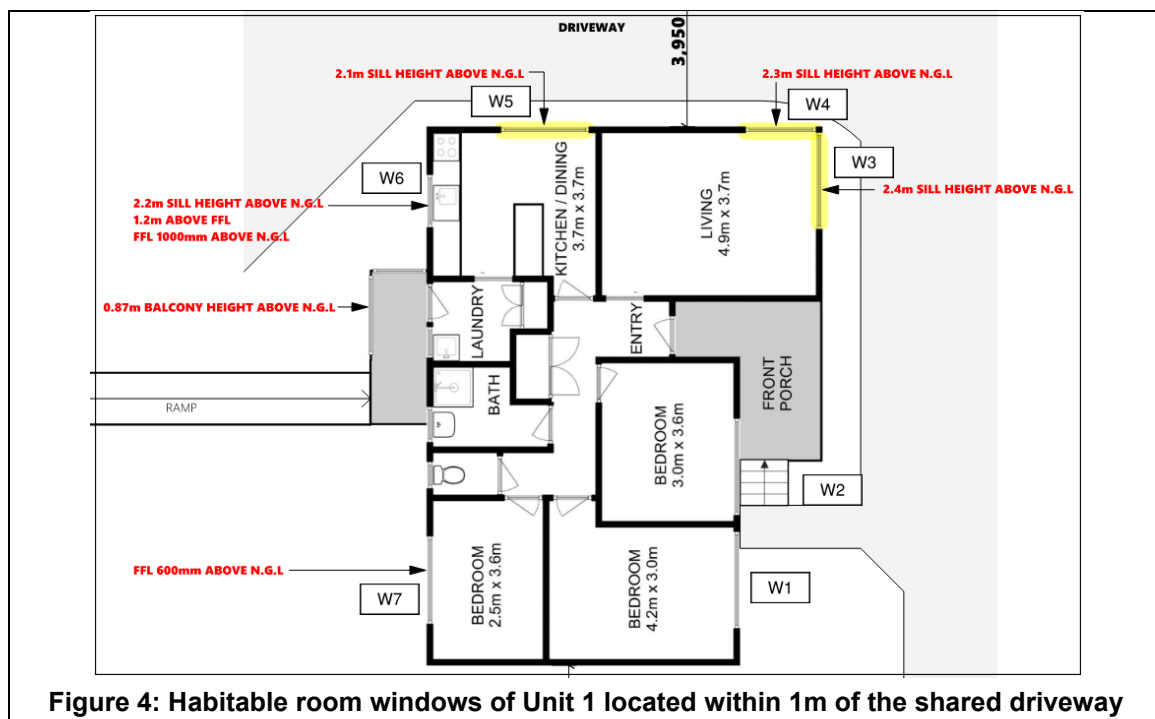 DRIVEWAY
3,950
2.1m SILL HEIGHT ABOVE N.G.L
2.3m SILL HEIGHT ABOVE N.G.L
W5
W4
W3
W6
2.4m SILL HEIGHT ABOVE N.G.L
2.2m SILL HEIGHT ABOVE N.G.L
1.2m ABOVE FFL
FFL 1000mm ABOVE N.G.L
KITCHEN / DINING
3.7m x 3.7m
LIVING
4.9m x 3.7m
0.87m BALCONY HEIGHT ABOVE N.G.L
LAUNDRY
ENTRY
RAMP
BATH
BEDROOM
3.0m x 3.6m
FRONT
PORCH
W2
FFL 600mm ABOVE N.G.L
W7
BEDROOM
2.5m x 3.6m
BEDROOM
4.2m x 3.0m
W1
Figure 4: Habitable room windows of Unit 1 located within 1m of the shared driveway